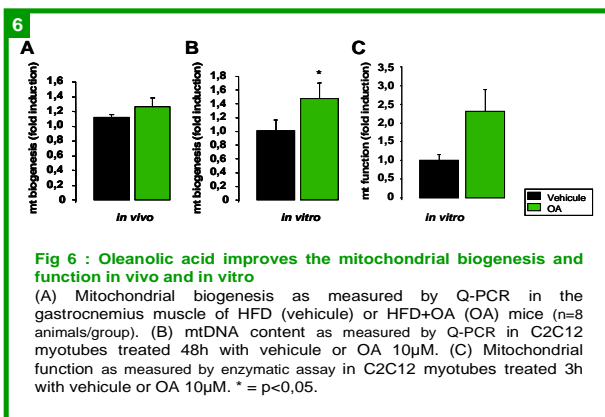 6
A
B
C
mt biogenesis (fold induction)
1,6
1,4
1,2
1,0
0,8
0,6
0,4
0,2
0
in vivo
mt biogenesis (fold induction)
1,8
1,6
1,4
1,2
1,0
0,8
0,6
0,4
0,2
0
*
in vitro
mt function (fold induction)
3,5
3,0
2,5
2,0
1,5
1,0
0,5
0
in vitro
Vehicule
OA
Fig 6 : Oleanolic acid improves the mitochondrial biogenesis and
function in vivo and in vitro
(A) Mitochondrial biogenesis as measured by Q-PCR in the
gastrocnemius muscle of HFD (vehicule) or HFD+OA (OA) mice (n=8
animals/group). (B) mtDNA content as measured by Q-PCR in C2C12
myotubes treated 48h with vehicule or OA 10µM. (C) Mitochondrial
function as measured by enzymatic assay in C2C12 myotubes treated 3h
with vehicule or OA 10µM. * = p<0,05.